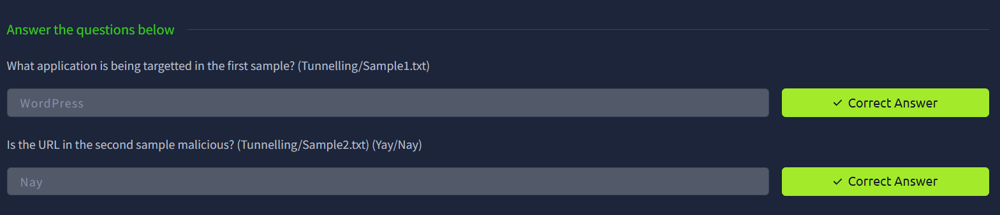 Answer the questions below
What application is being targetted in the first sample? (Tunnelling/Sample1.txt)
WordPress
✓ Correct Answer
Is the URL in the second sample malicious? (Tunnelling/Sample2.txt) (Yay/Nay)
Nay
✓ Correct Answer